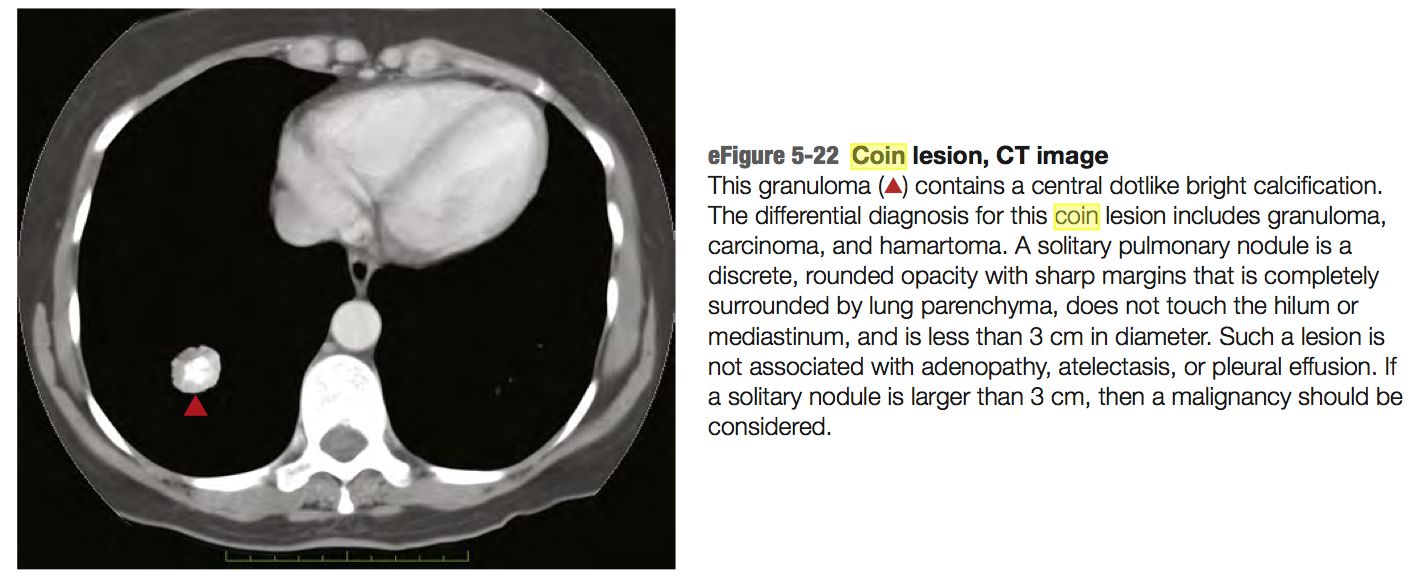 eFigure 5-22 Coin lesion, CT image
This granuloma (▲) contains a central dotlike bright calcification.
The differential diagnosis for this coin lesion includes granuloma,
carcinoma, and hamartoma. A solitary pulmonary nodule is a
discrete, rounded opacity with sharp margins that is completely
surrounded by lung parenchyma, does not touch the hilum or
mediastinum, and is less than 3 cm in diameter. Such a lesion is
not associated with adenopathy, atelectasis, or pleural effusion. If
a solitary nodule is larger than 3 cm, then a malignancy should be
considered.